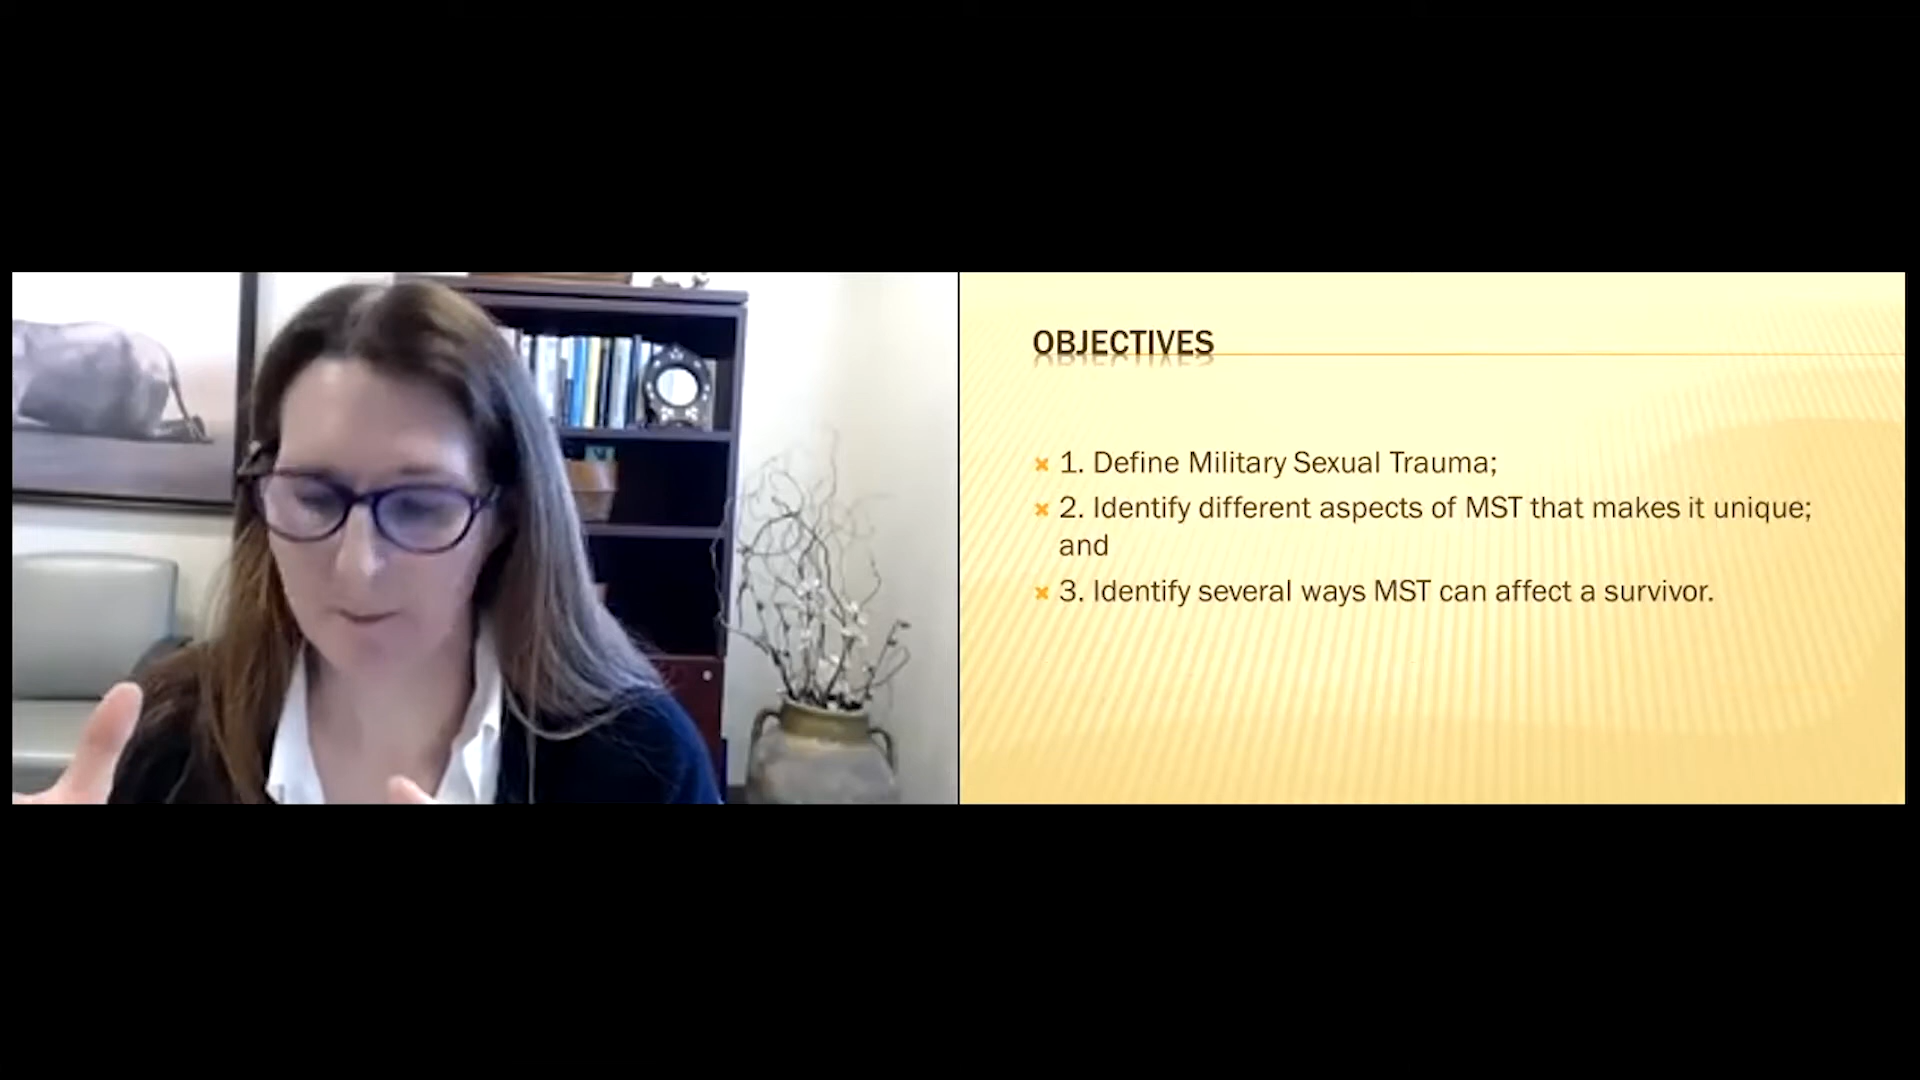 OBJECTIVES
1. Define Military Sexual Trauma;
2. Identify different aspects of MST that makes it unique;
and
3. Identify several ways MST can affect a survivor.